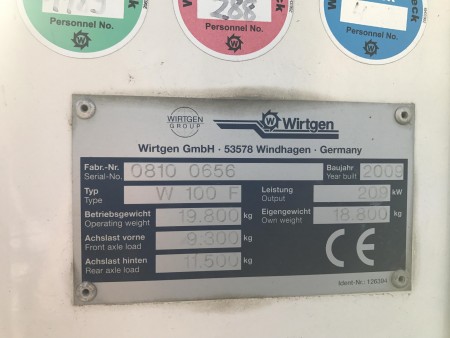 288
Personnel No.
Personnel No.
Personnel No.
WIRTGEN
GROUP
Wirtgen
Wirtgen GmbH · 53578 Windhagen · Germany
Fabr.-Nr. 0810 0656 Baujahr 2009
Serial-No. Year built
Typ W 100 F Leistung 209 kW
Type Output
Betriebsgewicht 19.800 kg Eigengewicht 18.800 kg
Operating weight Own weight
Achslast vorne 9.300 kg
Front axle load
Achslast hinten 11.500 kg
Rear axle load
CE
Ident-Nr.: 126394